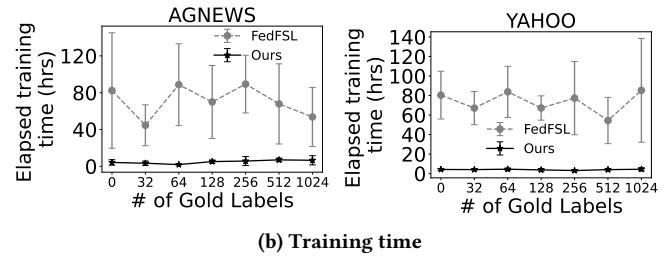 AGNEWS
Elapsed training
time (hrs)
120
80
40
0
FedFSL
Ours
0 32 64 128 256 512 1024
# of Gold Labels
YAHOO
Elapsed training
time (hrs)
140
120
100
80
60
40
20
0
FedFSL
Ours
0 32 64 128 256 512 1024
# of Gold Labels
(b) Training time